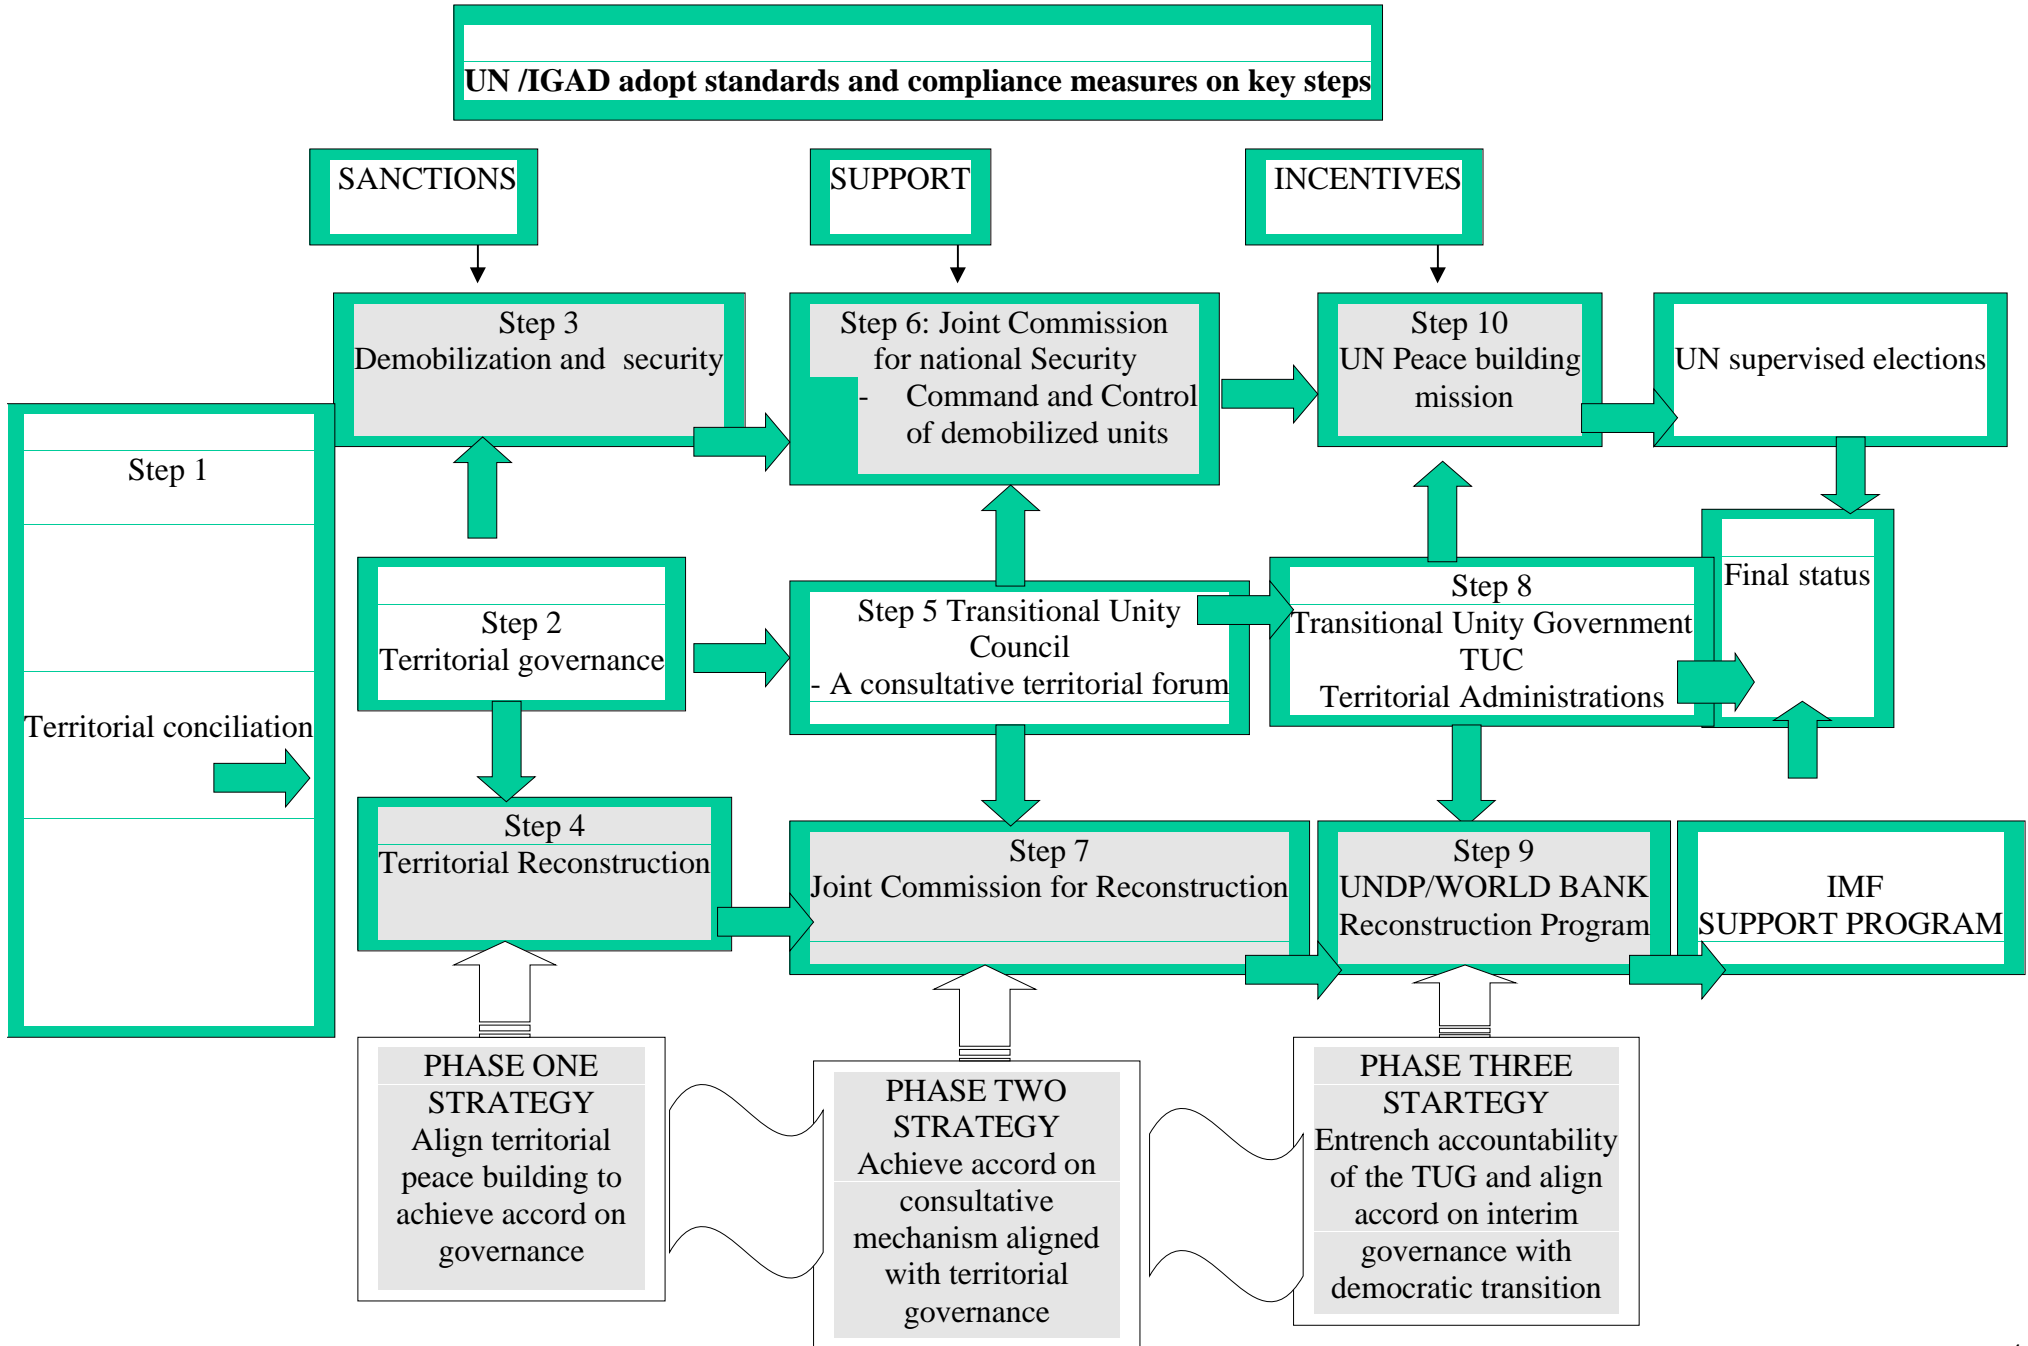 UN /IGAD adopt standards and compliance measures on key steps
SANCTIONS
SUPPORT
INCENTIVES
Step 3
Demobilization and  security
Step 6: Joint Commission
for national Security
-    Command and Control
of demobilized units
Step 10
UN Peace building
mission
UN supervised elections
Step 1
Territorial conciliation
Step 2
Territorial governance
Step 5 Transitional Unity
Council
- A consultative territorial forum
Step 8
Transitional Unity Government
TUC
Territorial Administrations
Final status
Step 4
Territorial Reconstruction
Step 7
Joint Commission for Reconstruction
Step 9
UNDP/WORLD BANK
Reconstruction Program
IMF
SUPPORT PROGRAM
PHASE ONE
STRATEGY
Align territorial
peace building to
achieve accord on
governance
PHASE TWO
STRATEGY
Achieve accord on
consultative
mechanism aligned
with territorial
governance
PHASE THREE
STARTEGY
Entrench accountability
of the TUG and align
accord on interim
governance with
democratic transition